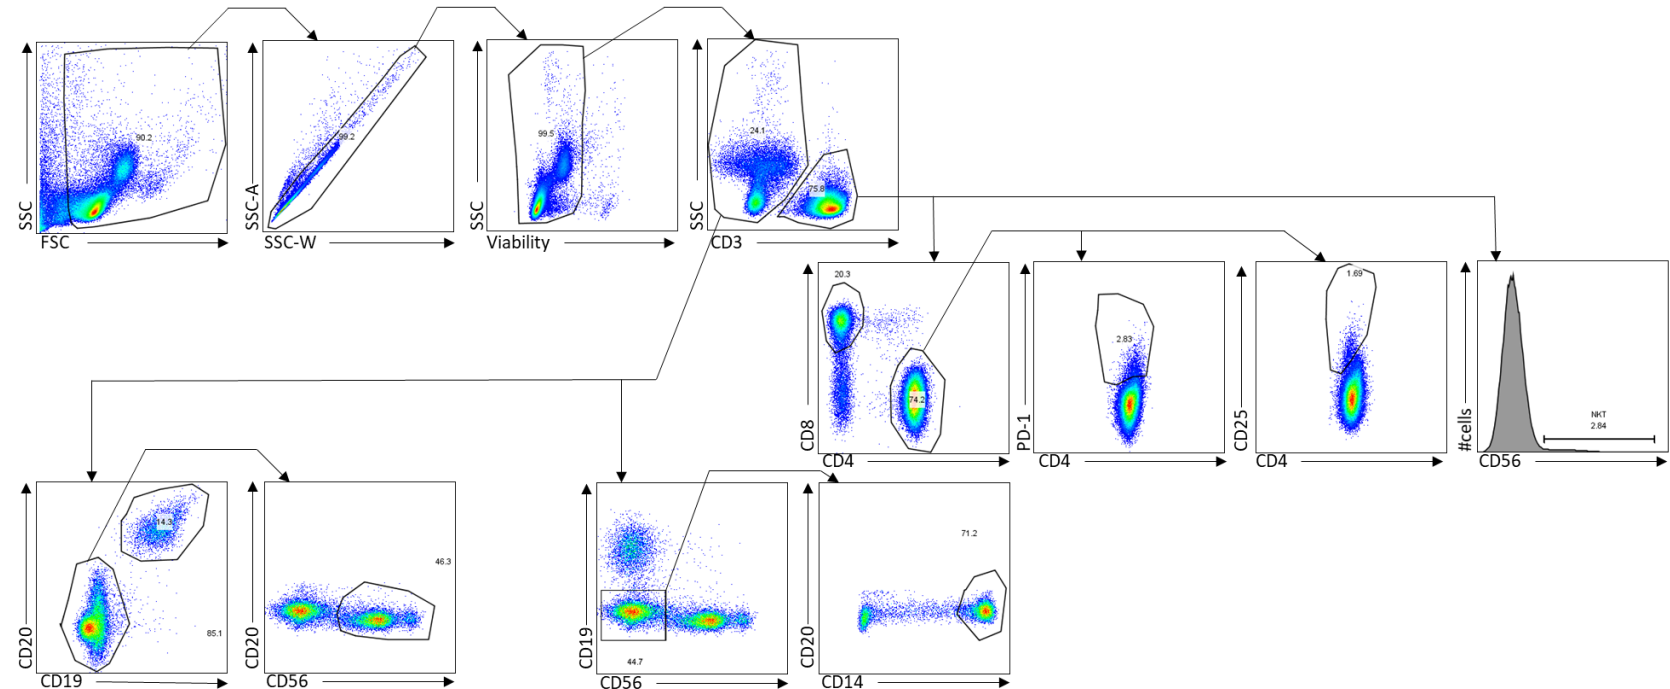 SSC
FSC
90.2
SSC-A
SSC-W
99.2
SSC
Viability
99.5
SSC
CD3
24.1
75.8
CD8
CD4
20.3
74.2
PD-1
CD4
2.83
CD25
CD4
1.69
#cells
CD56
NKT
2.84
CD20
CD19
14.3
85.1
CD20
CD56
46.3
CD19
CD56
44.7
CD20
CD14
71.2